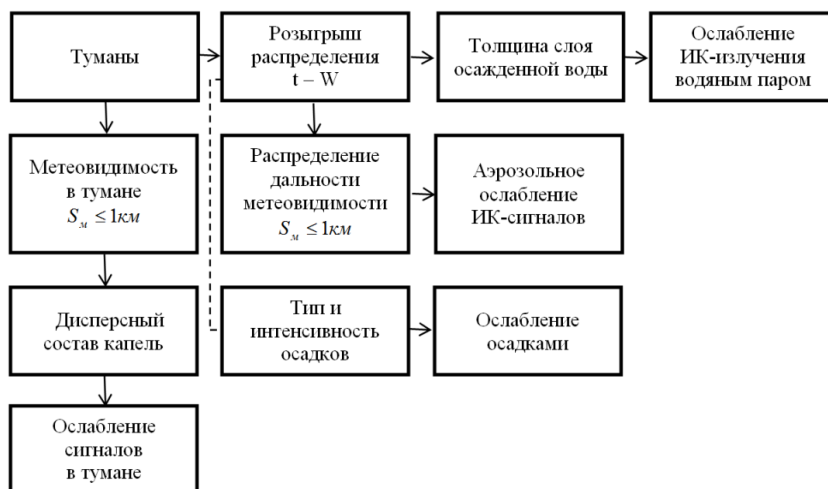 Туманы
Розыгрыш
распределения
t – W
Толщина слоя
осажденной воды
Ослабление
ИК-излучения
водяным паром
Метеовидимость
в тумане
Sм ≤ 1км
Распределение
дальности
метеовидимости
Sм ≤ 1км
Аэрозольное
ослабление
ИК-сигналов
Дисперсный
состав капель
Тип и
интенсивность
осадков
Ослабление
осадками
Ослабление
сигналов
в тумане